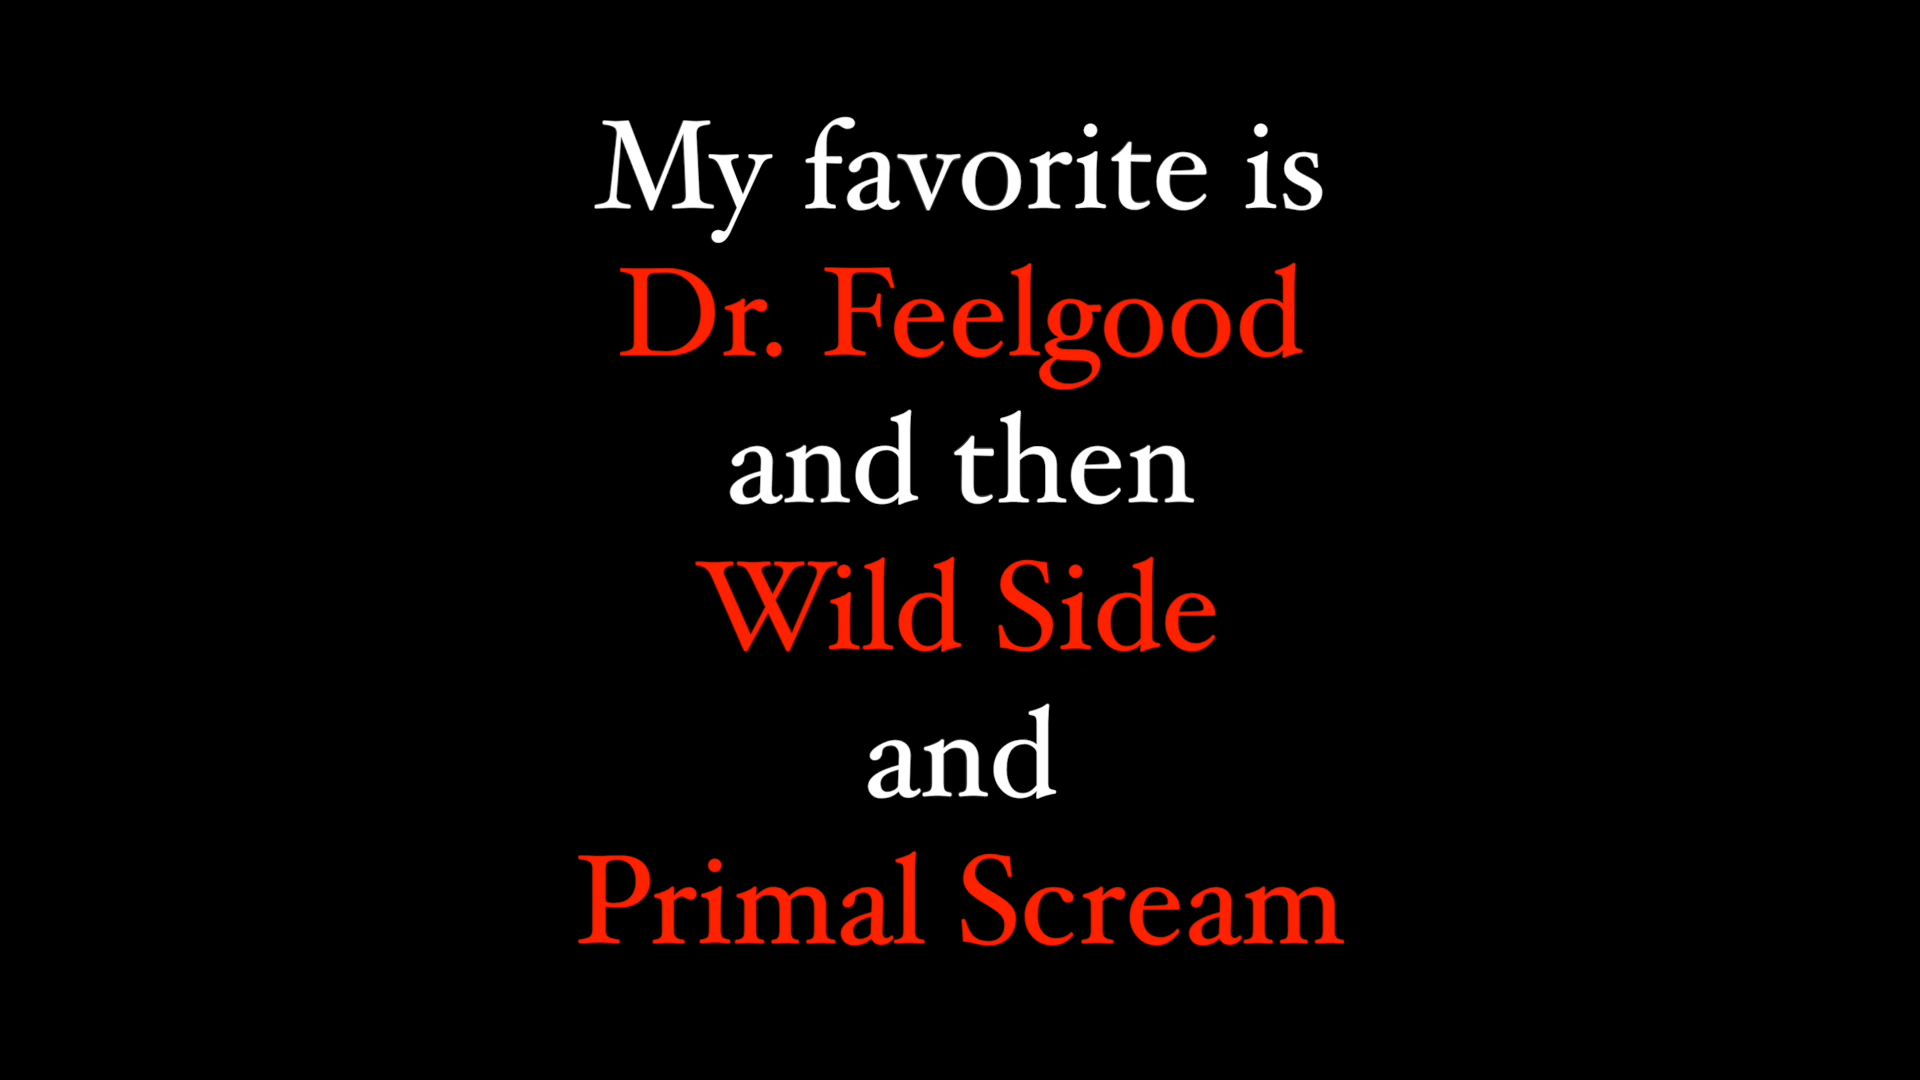 My favorite is
Dr. Feelgood
and then
Wild Side
and
Primal Scream